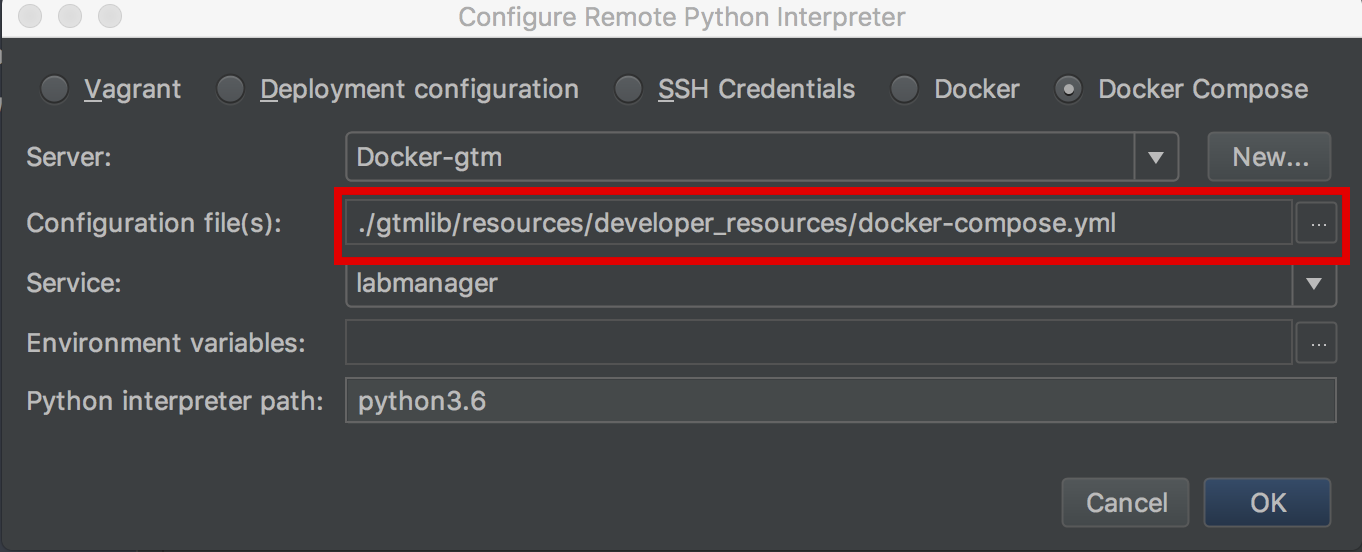 Configure Remote Python Interpreter
Vagrant Deployment configuration SSH Credentials Docker Docker Compose
Server: Docker-gtm New...
Configuration file(s): ./gtmlib/resources/developer_resources/docker-compose.yml ...
Service: labmanager
Environment variables: ...
Python interpreter path: python3.6
Cancel OK